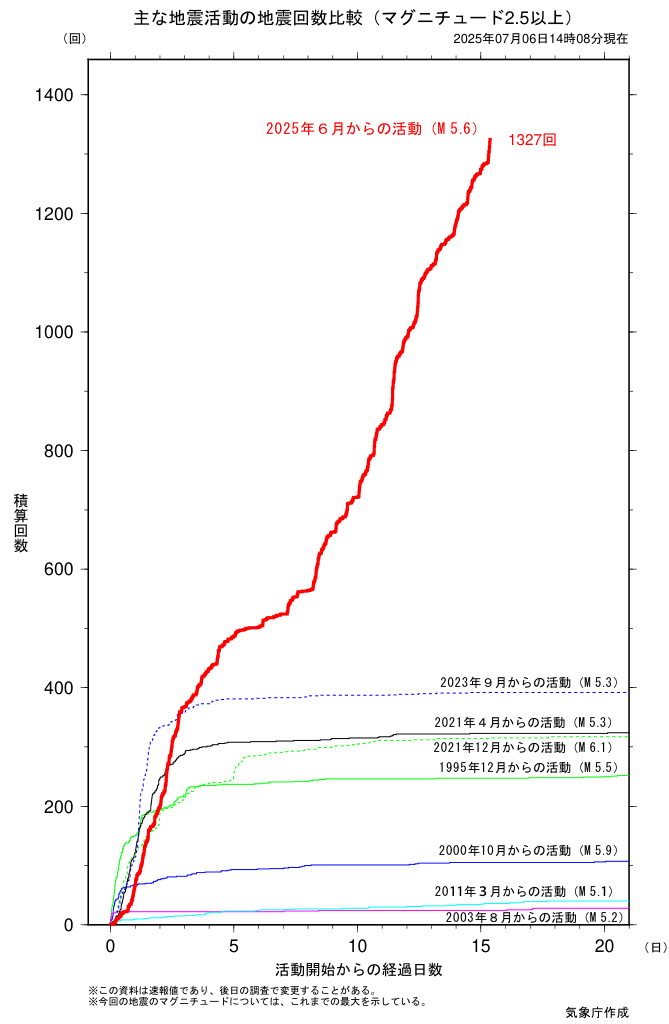 主な地震活動の地震回数比較（マグニチュード2.5以上）
（回）
2025年07月06日14時08分現在
1400
2025年６月からの活動（M 5.6）
1327回
1200
1000
800
積算回数
600
400
2023年９月からの活動（M 5.3）
2021年４月からの活動（M 5.3）
2021年12月からの活動（M 6.1）
1995年12月からの活動（M 5.5）
200
2000年10月からの活動（M 5.9）
2011年３月からの活動（M 5.1）
2003年８月からの活動（M 5.2）
0
0 5 10 15 20 （日）
活動開始からの経過日数
※この資料は速報値であり、後日の調査で変更することがある。
※今回の地震のマグニチュードについては、これまでの最大を示している。
気象庁作成